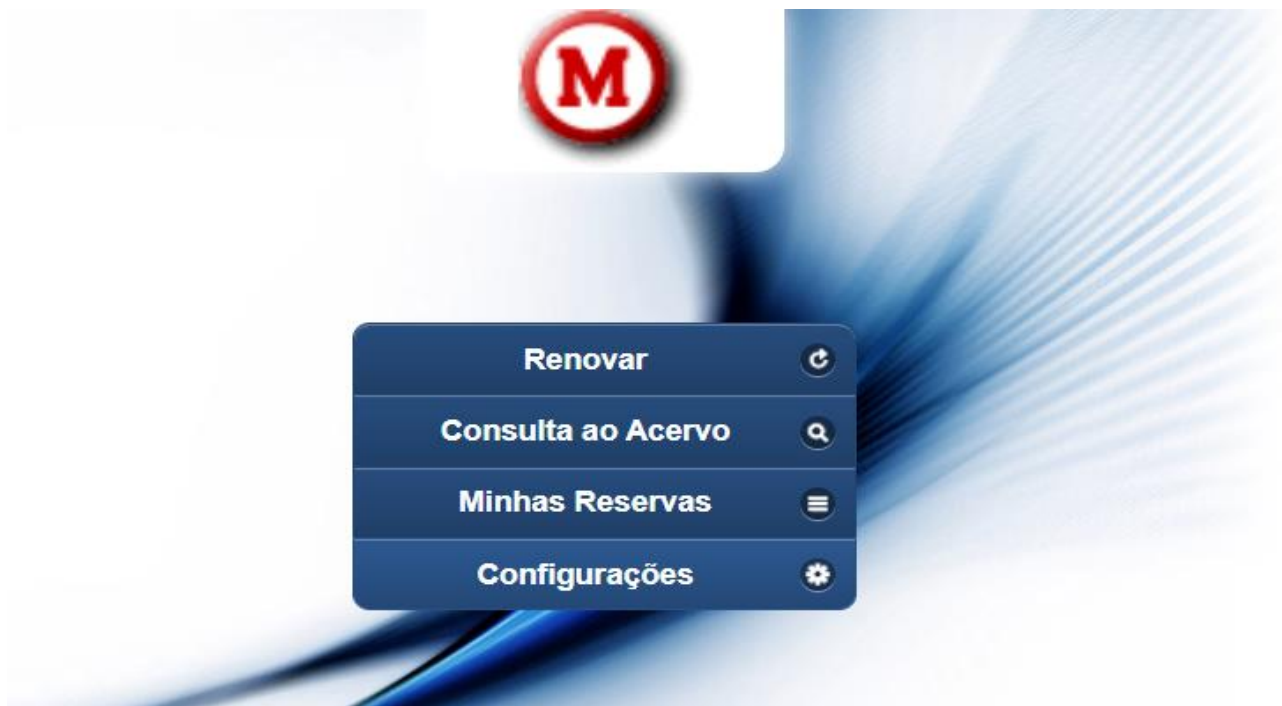 M
Renovar
Consulta ao Acervo
Minhas Reservas
Configurações